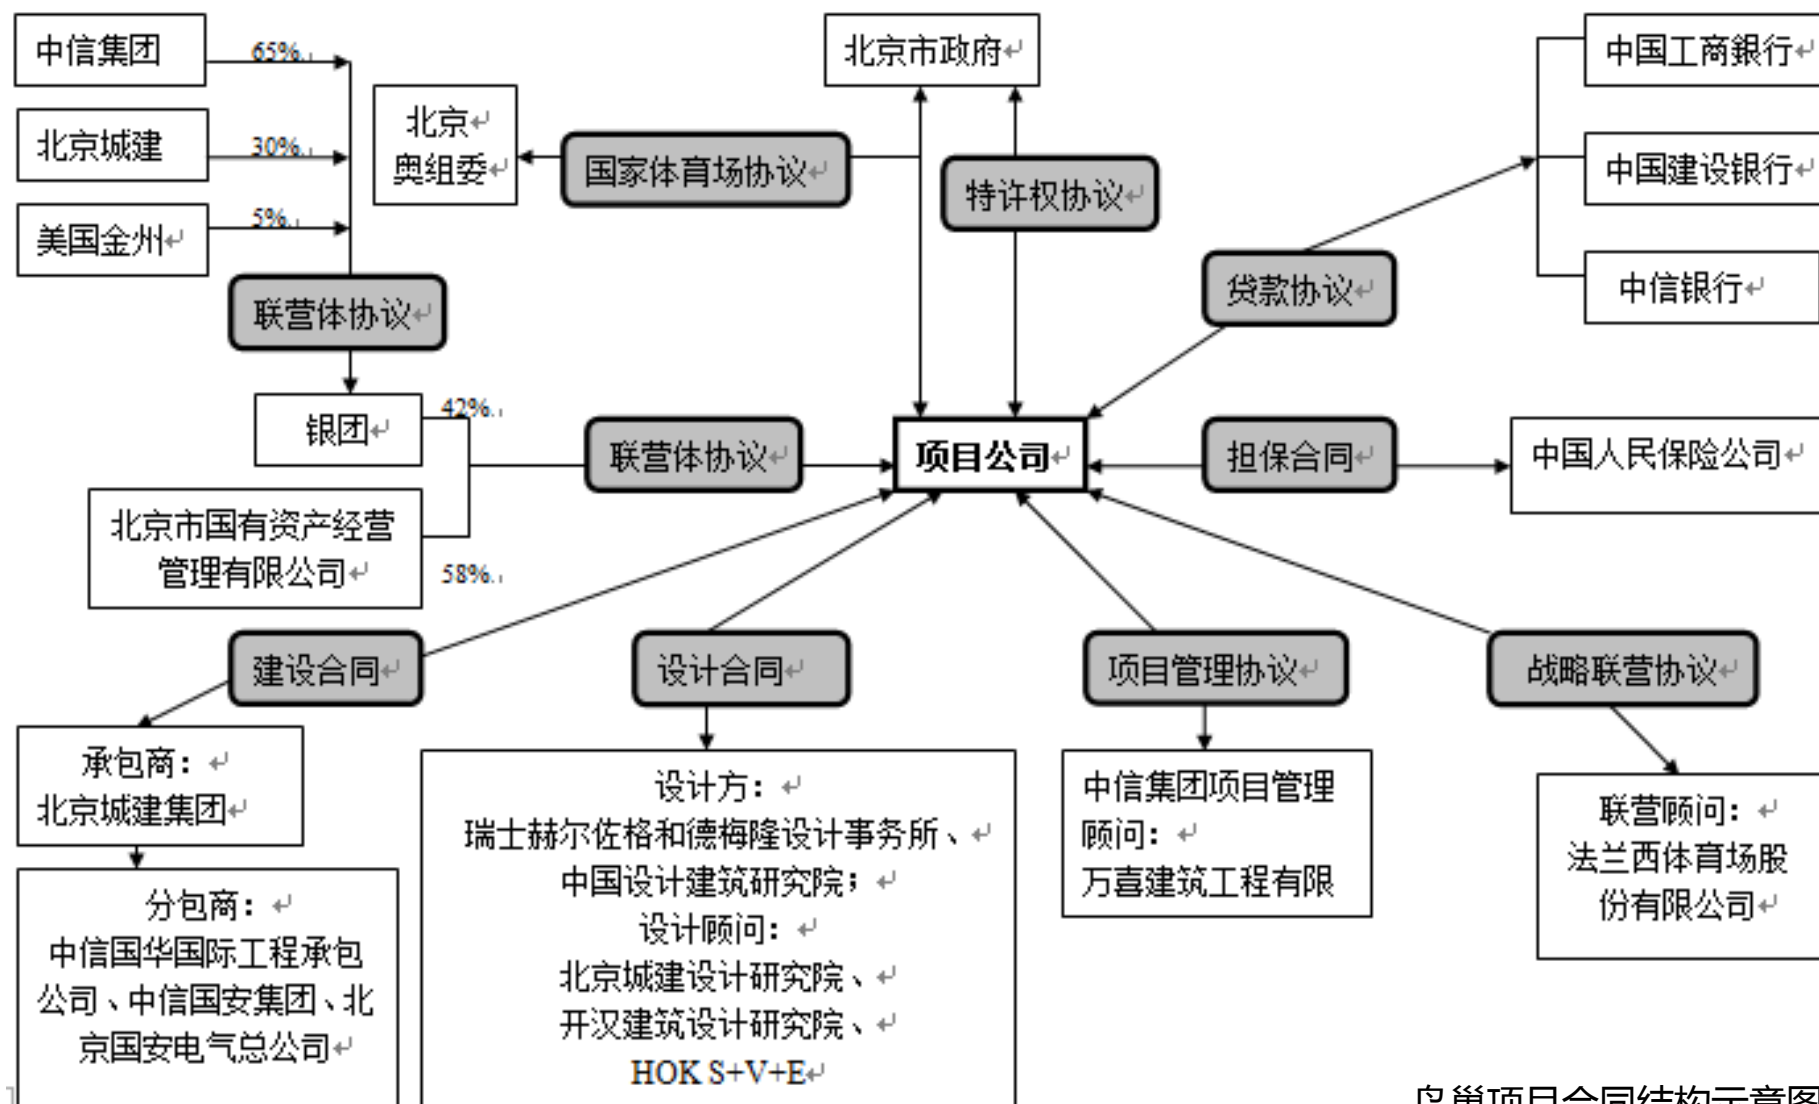 中信集团
65%
北京城建
30%
美国金州
5%
联营体协议
银团
42%
北京市国有资产经营
管理有限公司
58%
联营体协议
北京
奥组委
国家体育场协议
北京市政府
特许权协议
项目公司
贷款协议
中国工商銀行
中国建设银行
中信银行
担保合同
中国人民保险公司
建设合同
承包商：
北京城建集团
分包商：
中信国华国际工程承包
公司、中信国安集团、北
京国安电气总公司
设计合同
设计方：
瑞士赫尔佐格和德梅隆设计事务所、
中国设计建筑研究院；
设计顾问：
北京城建设计研究院、
开汉建筑设计研究院、
HOK S+V+E
项目管理协议
中信集团项目管理
顾问：
万喜建筑工程有限
战略联营协议
联营顾问：
法兰西体育场股
份有限公司
鸟巢项目合同结构示意图